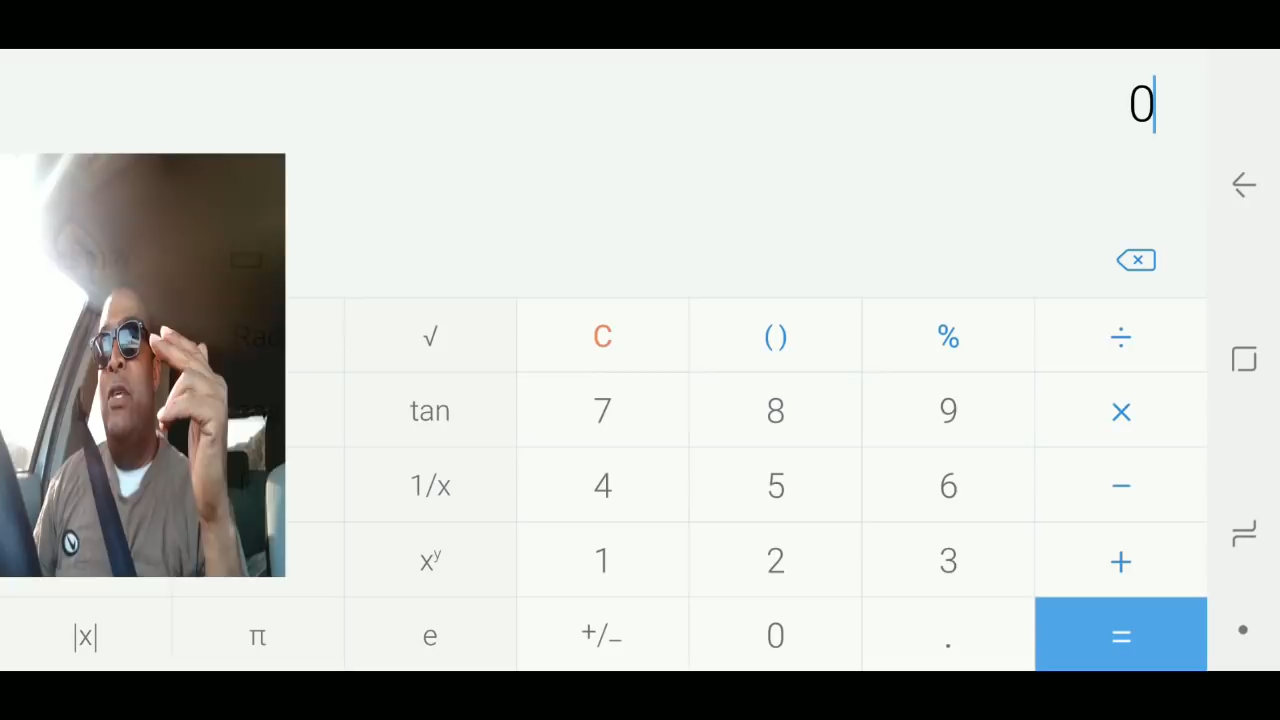 0
√ C () % ÷
tan 7 8 9 ×
1/x 4 5 6 −
xʸ 1 2 3 +
|x| π e +/− 0 . =